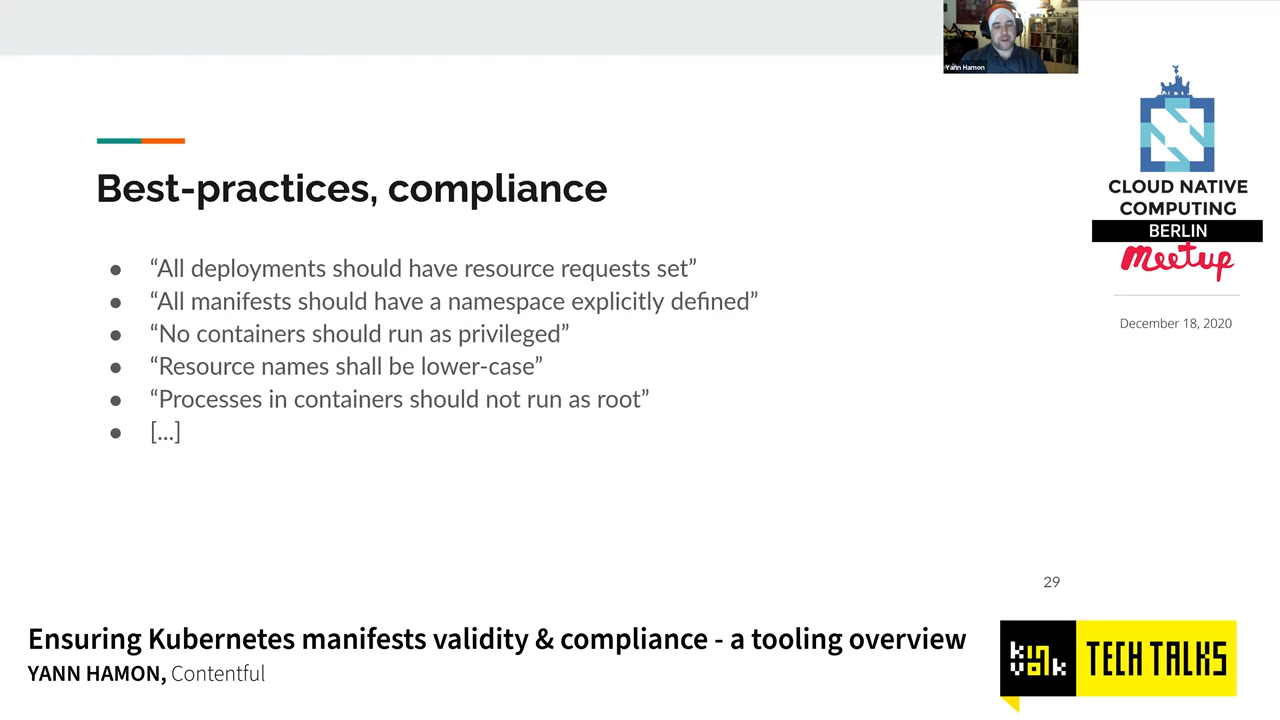 Yann Hamon
Best-practices, compliance
● “All deployments should have resource requests set”
● “All manifests should have a namespace explicitly defined”
● “No containers should run as privileged”
● “Resource names shall be lower-case”
● “Processes in containers should not run as root”
● [...]
CLOUD NATIVE
COMPUTING
BERLIN
meetup
December 18, 2020
29
Ensuring Kubernetes manifests validity & compliance - a tooling overview
YANN HAMON, Contentful
kinvolk
TECH TALKS